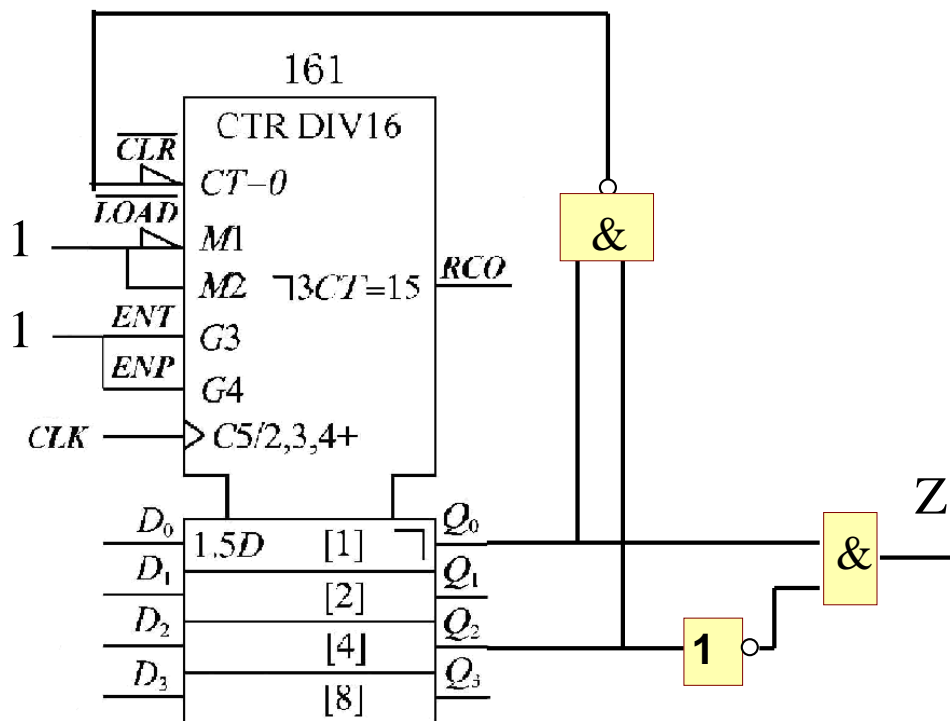 161
CTR DIV16
CLR
CT–0
LOAD
1
M1
M2
⌝3CT=15
RCO
1
ENT
G3
ENP
G4
CLK
C5/2,3,4+
&
D₀
1.5D
[1]
⌝
Q₀
D₁
[2]
Q₁
D₂
[4]
Q₂
D₃
[8]
Q₃
1
&
Z